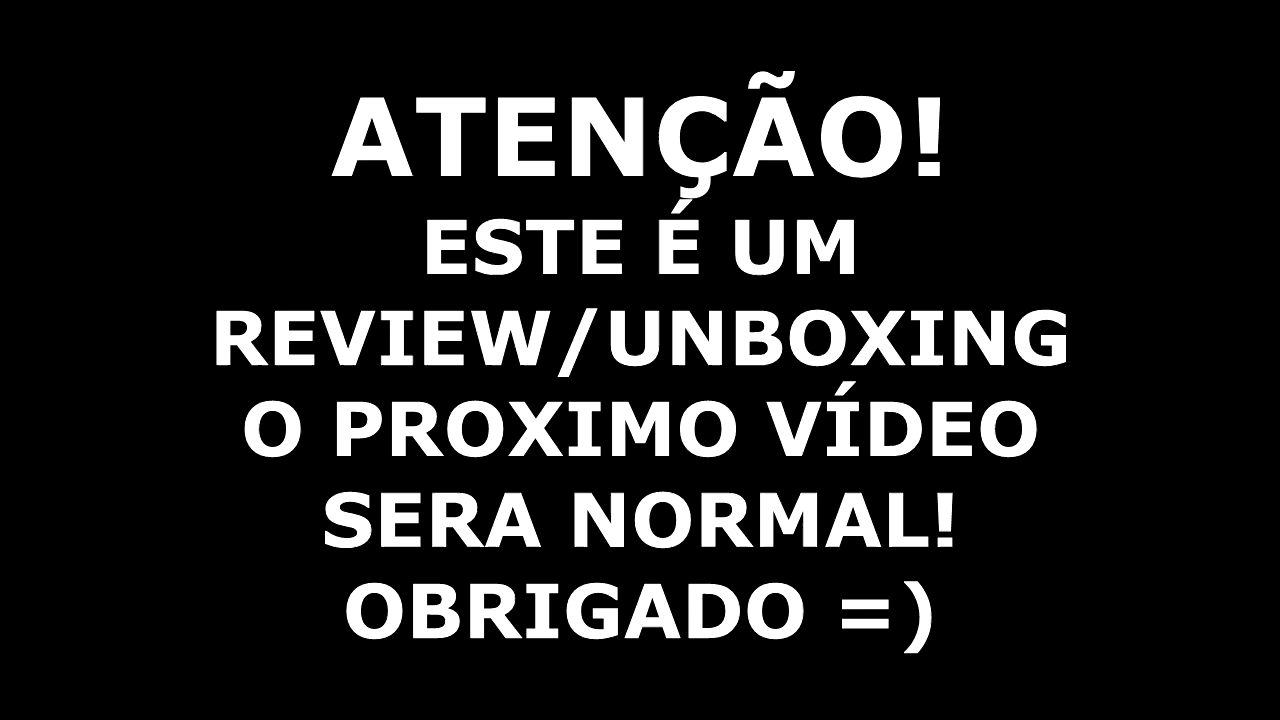 ATENÇÃO!
ESTE É UM
REVIEW/UNBOXING
O PROXIMO VÍDEO
SERA NORMAL!
OBRIGADO =)